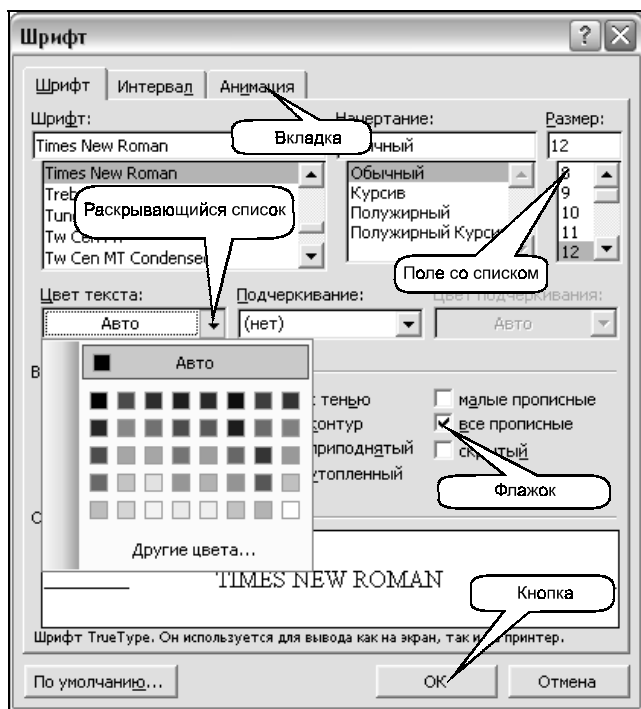 Шрифт
Шрифт Интервал Анимация
Шрифт: Начертание: Размер:
Вкладка
Times New Roman 12
Times New Roman Обычный 8
Курсив 9
Раскрывающийся список Полужирный 10
Полужирный Курсив 11
Tw Cen MT Condensed 12
Поле со списком
Цвет текста: Подчеркивание: Цвет подчеркивания:
Авто (нет) Авто
Авто
малые прописные
контур все прописные
приподнятый скрытый
утопленный
Флажок
Другие цвета...
TIMES NEW ROMAN
Кнопка
Шрифт TrueType. Он используется для вывода как на экран, так и принтер.
По умолчанию... ОК Отмена